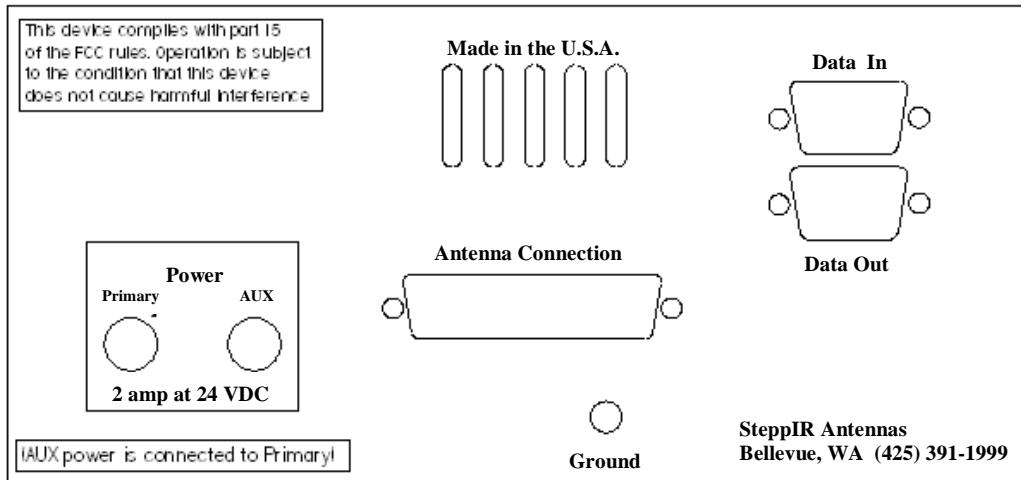 This device complies with part 15
of the FCC rules. Operation is subject
to the condition that this device
does not cause harmful interference
Made in the U.S.A.
Data In
Data Out
Antenna Connection
Power
Primary
AUX
2 amp at 24 VDC
(AUX power is connected to Primary)
Ground
SteppIR Antennas
Bellevue, WA (425) 391-1999